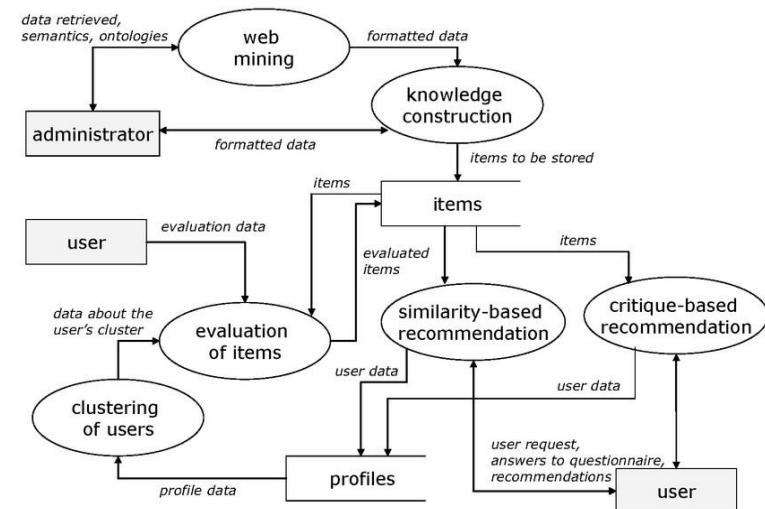 data retrieved,
semantics, ontologies
web
mining
formatted data
knowledge
construction
administrator
formatted data
items to be stored
items
items
user
evaluation data
evaluated
items
items
data about the
user's cluster
evaluation
of items
similarity-based
recommendation
critique-based
recommendation
user data
user data
clustering
of users
profile data
profiles
user request,
answers to questionnaire,
recommendations
user